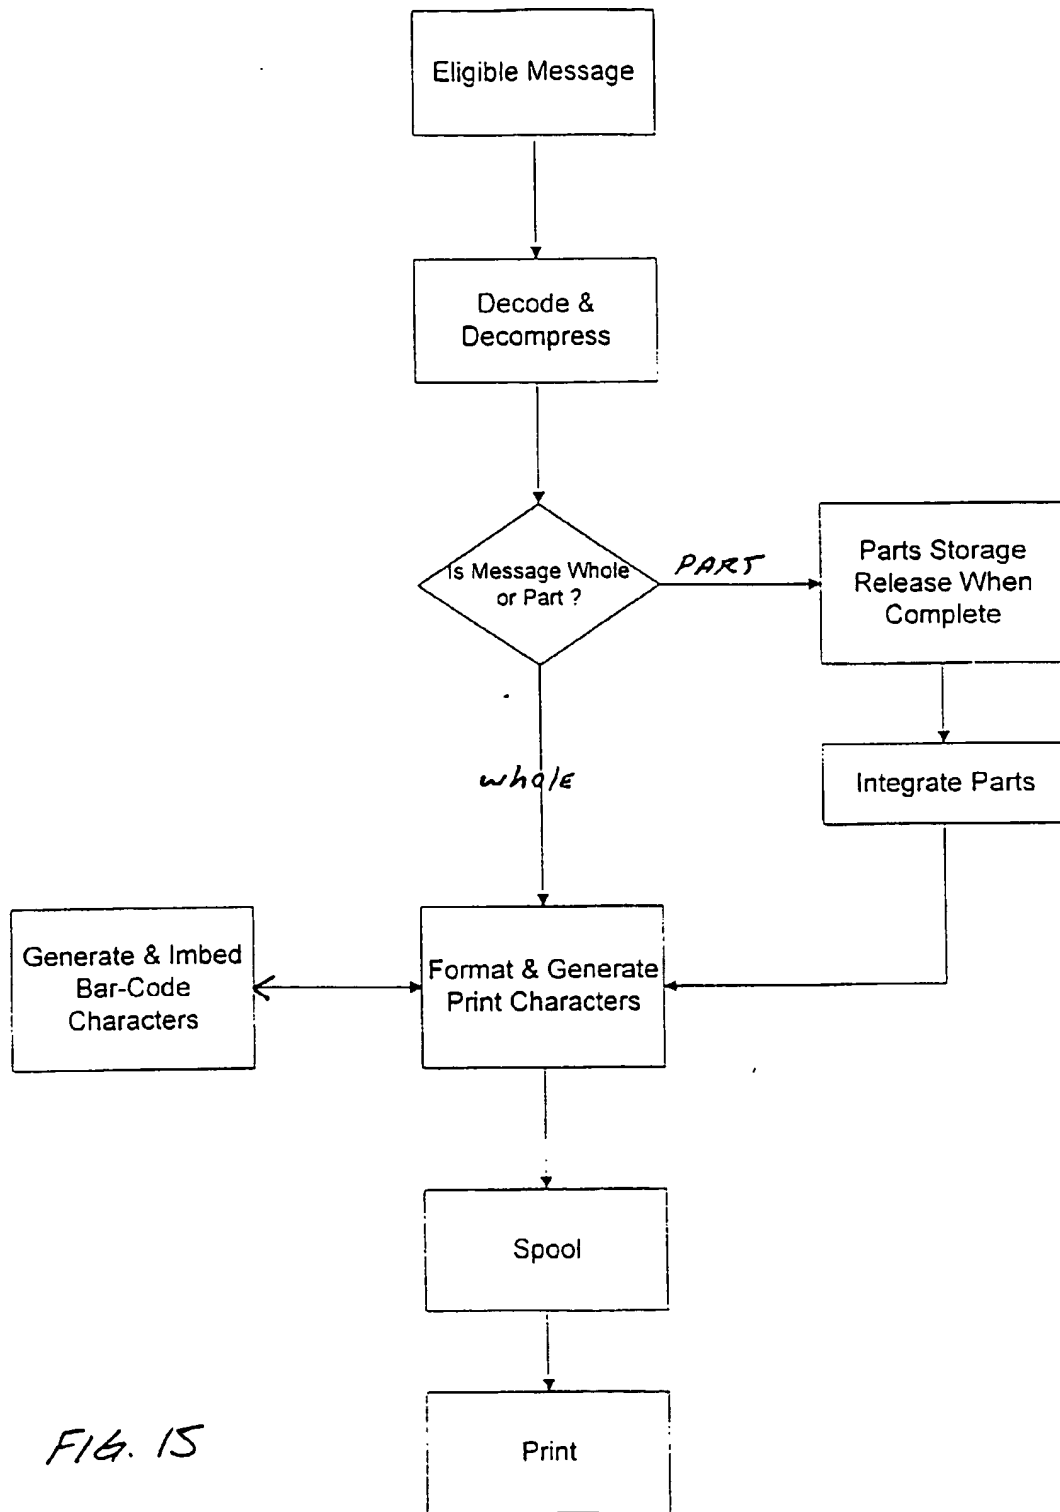 Eligible Message
Decode &
Decompress
Is Message Whole
or Part ?
PART
Parts Storage
Release When
Complete
whole
Integrate Parts
Generate & Imbed
Bar-Code
Characters
Format & Generate
Print Characters
Spool
Print
FIG. 15